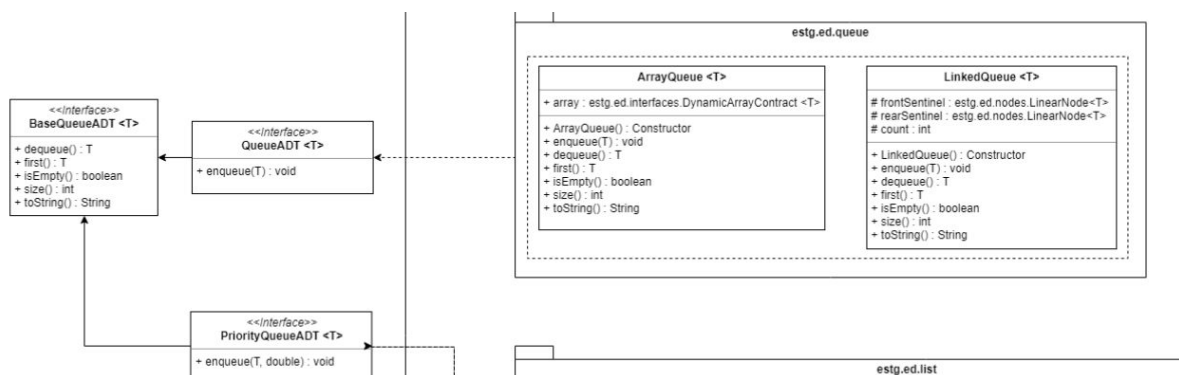 <<Interface>>
BaseQueueADT <T>
+ dequeue() : T
+ first() : T
+ isEmpty() : boolean
+ size() : int
+ toString() : String
<<Interface>>
QueueADT <T>
+ enqueue(T) : void
<<Interface>>
PriorityQueueADT <T>
+ enqueue(T, double) : void
estg.ed.queue
ArrayQueue <T>
+ array : estg.ed.interfaces.DynamicArrayContract <T>
+ ArrayQueue() : Constructor
+ enqueue(T) : void
+ dequeue() : T
+ first() : T
+ isEmpty() : boolean
+ size() : int
+ toString() : String
LinkedQueue <T>
# frontSentinel : estg.ed.nodes.LinearNode<T>
# rearSentinel : estg.ed.nodes.LinearNode<T>
# count : int
+ LinkedQueue() : Constructor
+ enqueue(T) : void
+ dequeue() : T
+ first() : T
+ isEmpty() : boolean
+ size() : int
+ toString() : String
estg.ed.list